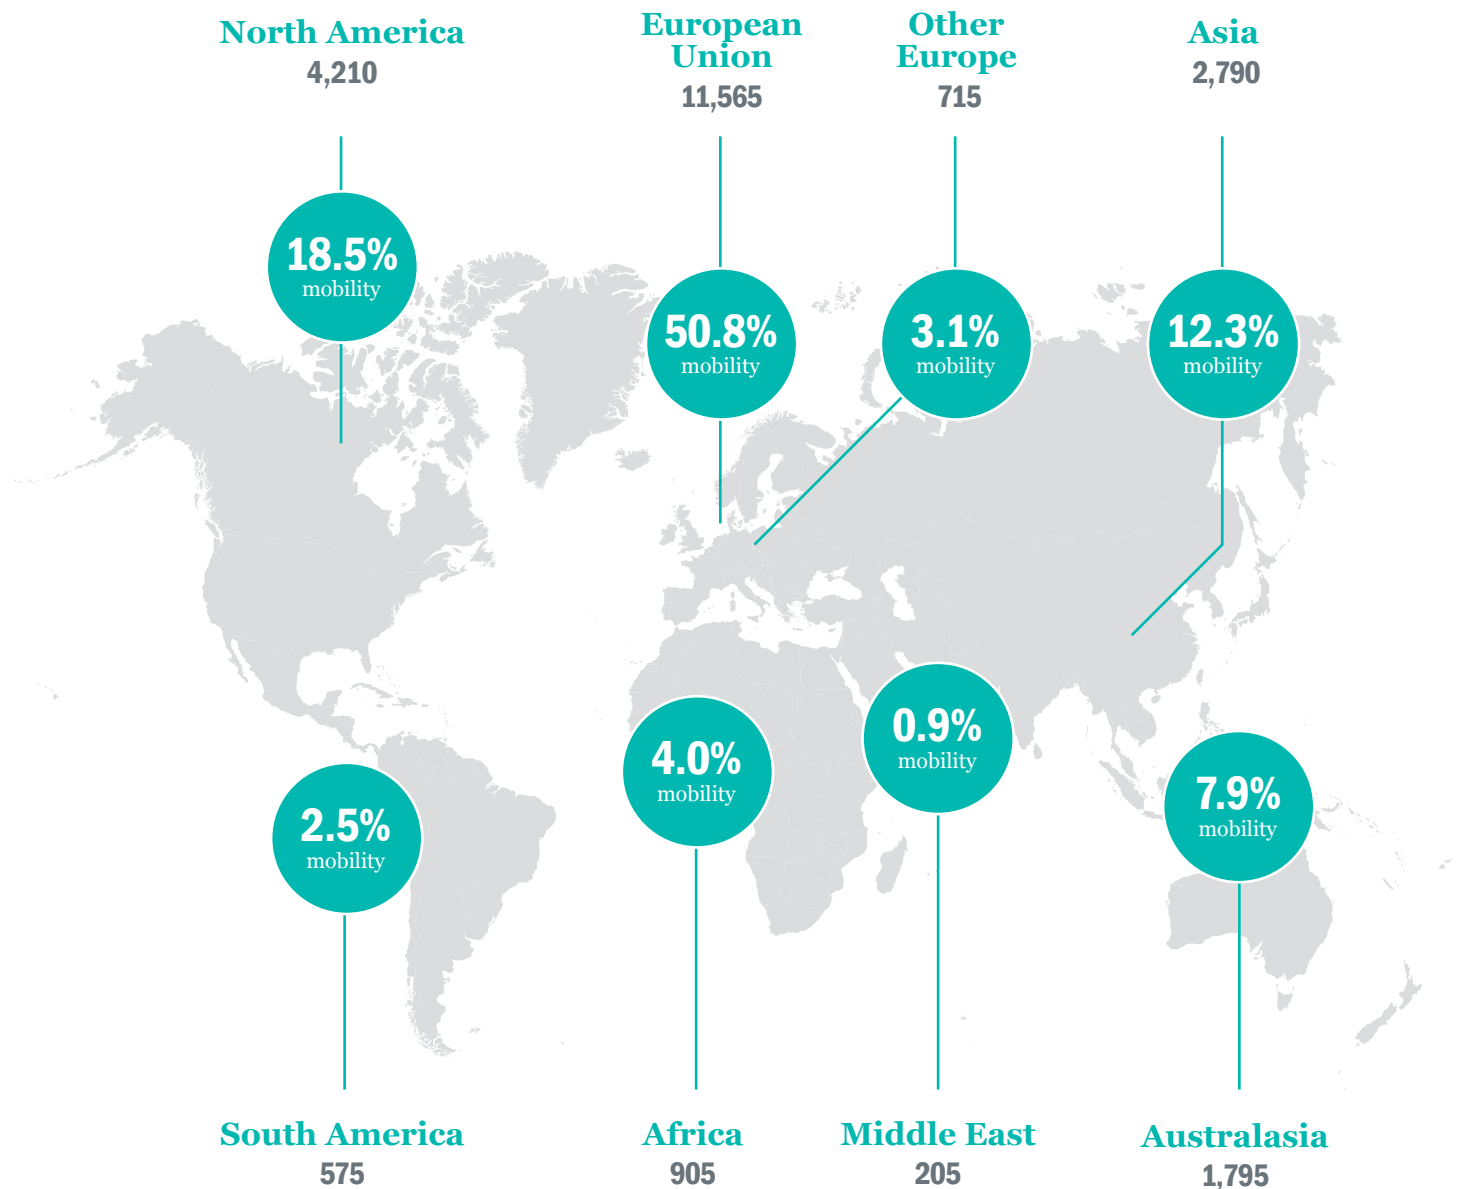 North America
4,210
European
Union
11,565
Other
Europe
715
Asia
2,790
18.5%
mobility
50.8%
mobility
3.1%
mobility
12.3%
mobility
2.5%
mobility
4.0%
mobility
0.9%
mobility
7.9%
mobility
South America
575
Africa
905
Middle East
205
Australasia
1,795